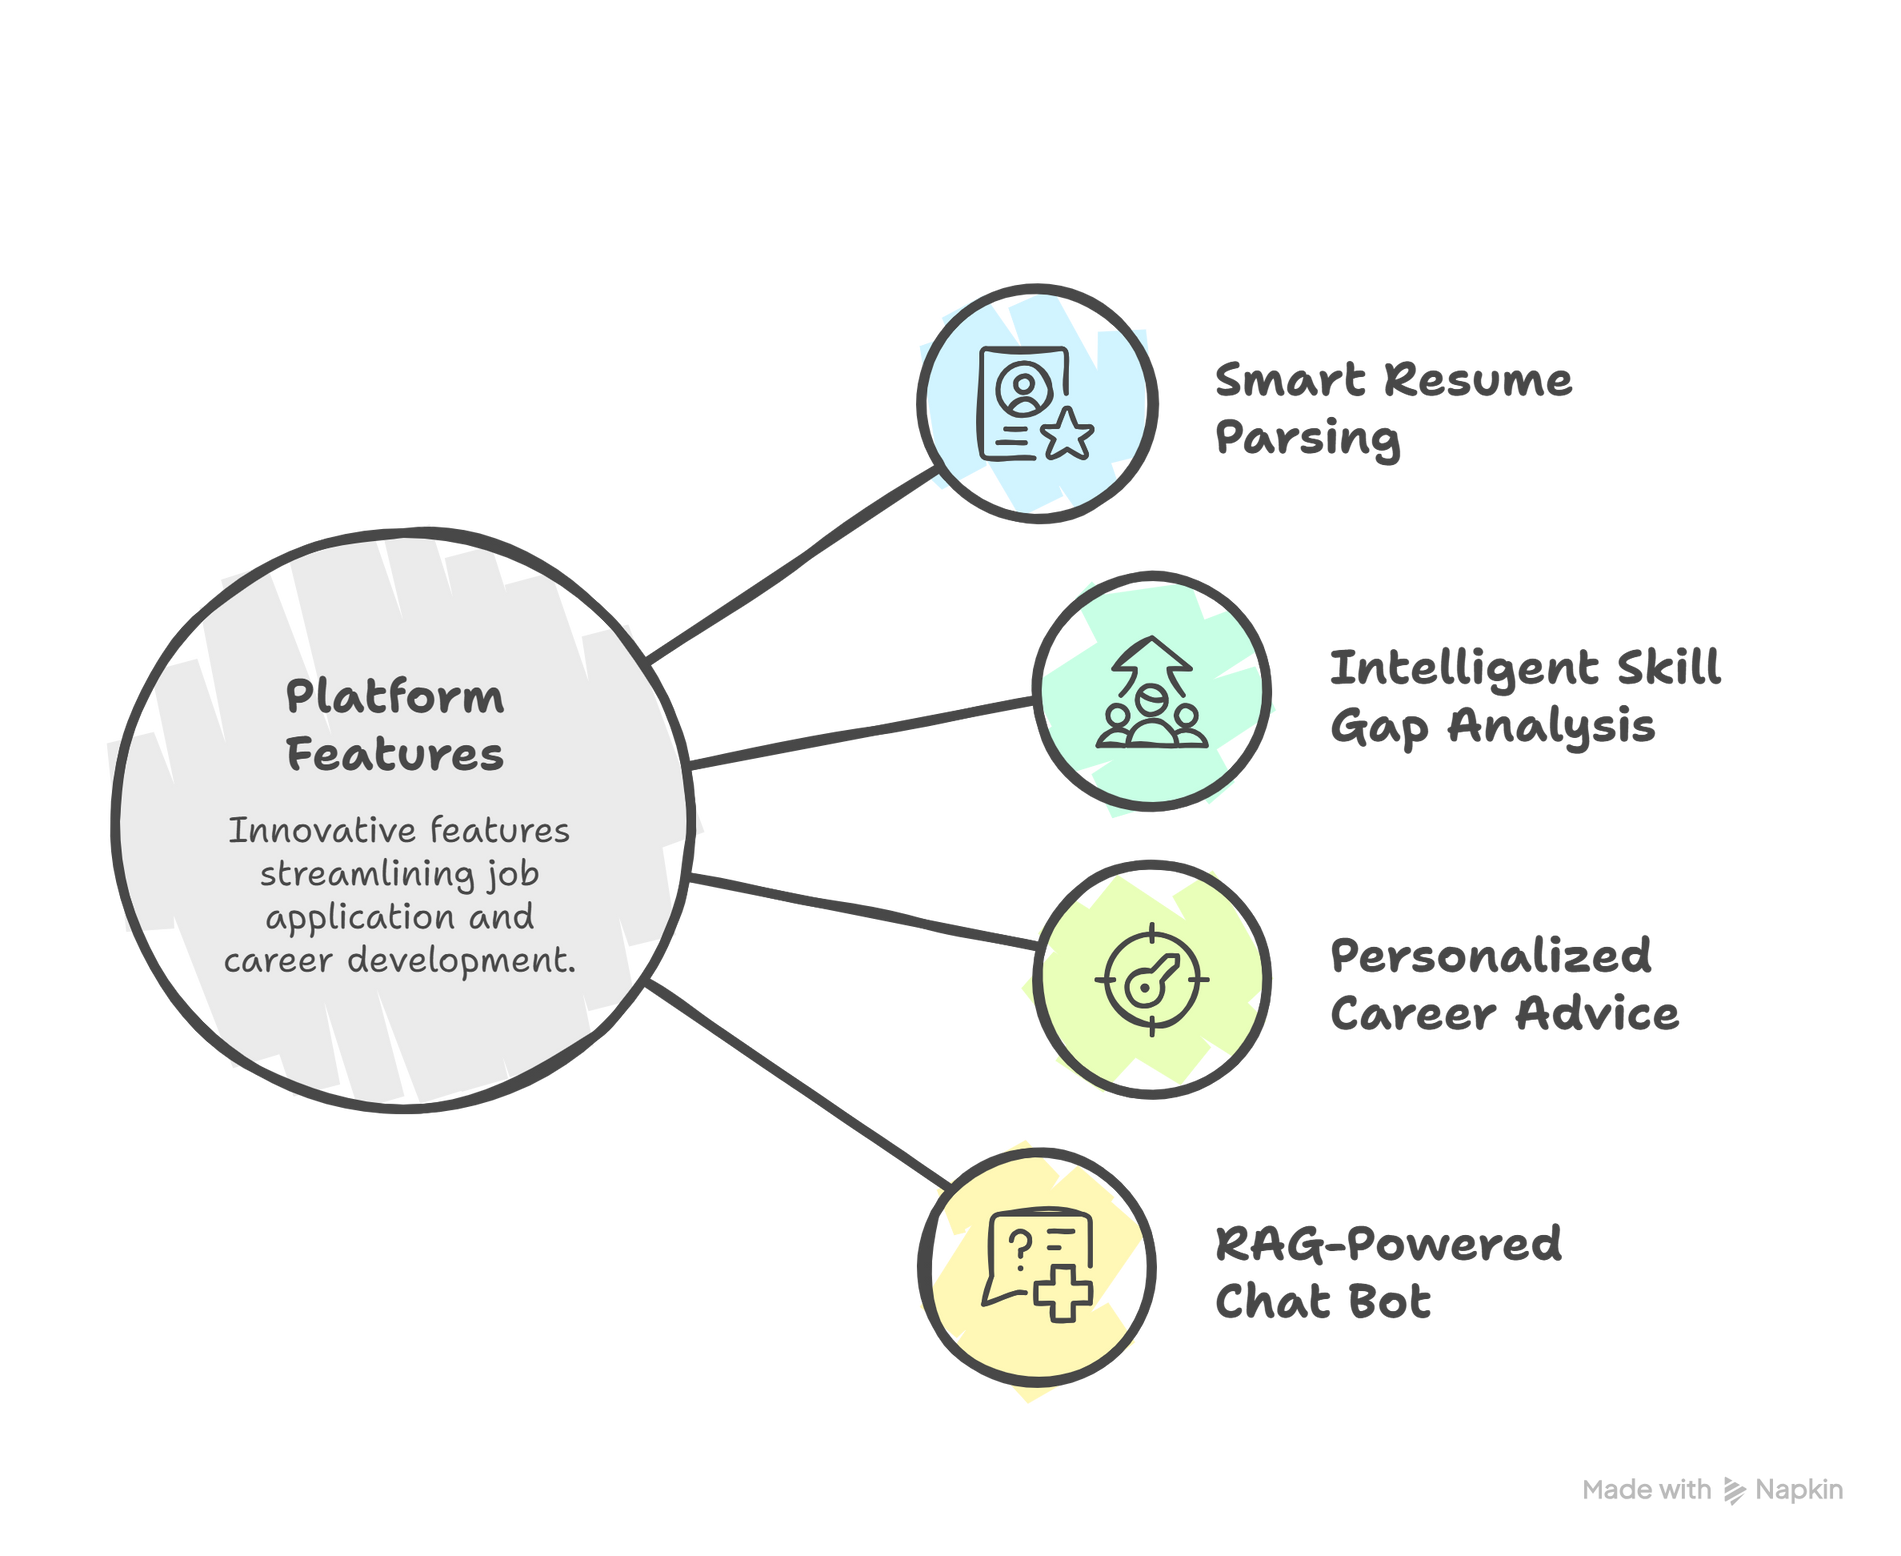 Platform
Features
Innovative features
streamlining job
application and
career development.
Smart Resume
Parsing
Intelligent Skill
Gap Analysis
Personalized
Career Advice
RAG-Powered
Chat Bot
Made with Napkin